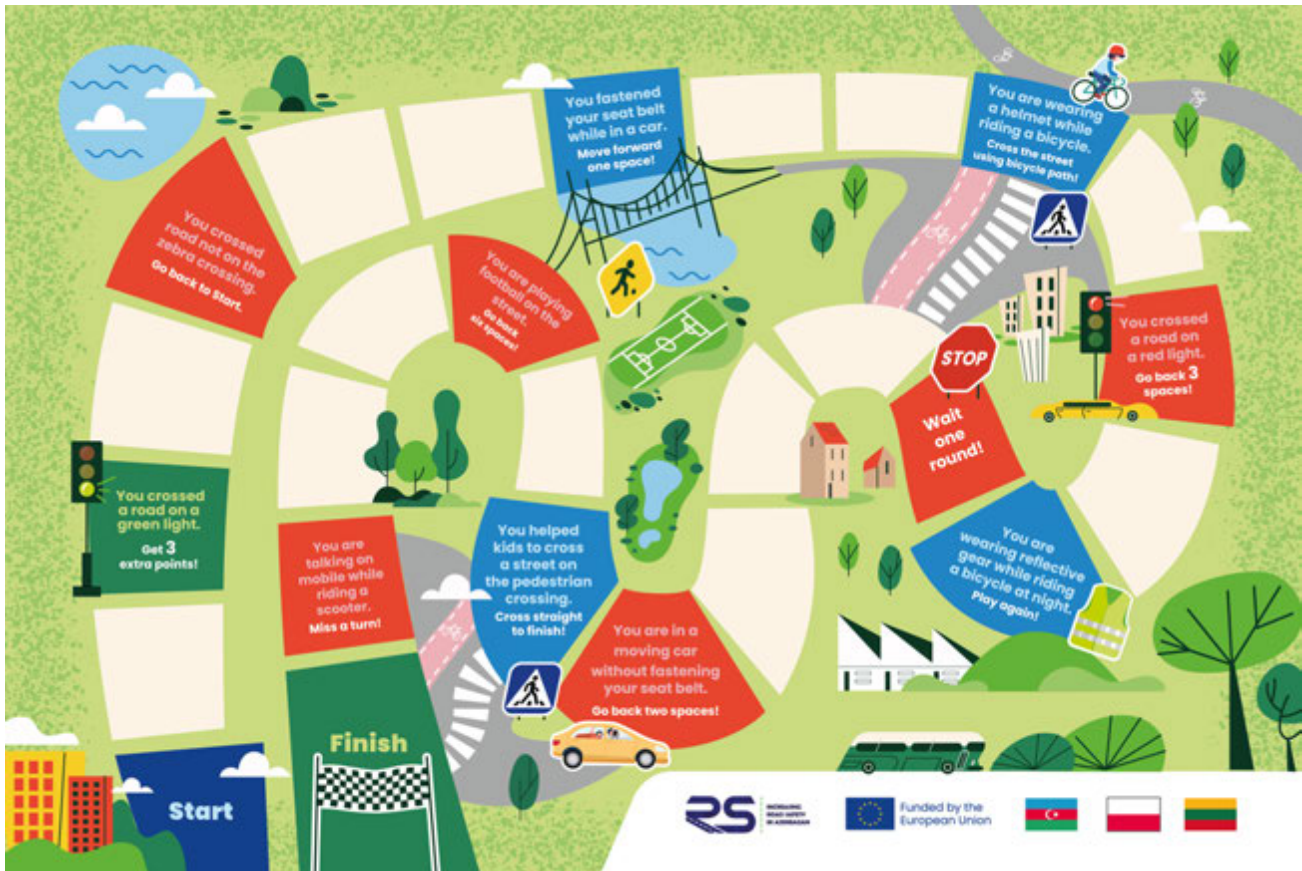 You fastened
your seat belt
while in a car.
Move forward
one space!
You are wearing
a helmet while
riding a bicycle.
Cross the street
using bicycle path!
You crossed
road not on the
zebra crossing.
Go back to Start.
You are playing
football on the
street.
Go back
six spaces!
You crossed
a road on
a red light.
Go back 3
spaces!
STOP
Wait
one
round!
You crossed
a road on a
green light.
Get 3
extra points!
You are
talking on
mobile while
riding a
scooter.
Miss a turn!
You helped
kids to cross
a street on
the pedestrian
crossing.
Cross straight
to finish!
You are
wearing reflective
gear while riding
a bicycle at night.
Play again!
You are in a
moving car
without fastening
your seat belt.
Go back two spaces!
Finish
Start
RS
INCREASING
ROAD SAFETY
IN AZERBAIJAN
Funded by the
European Union